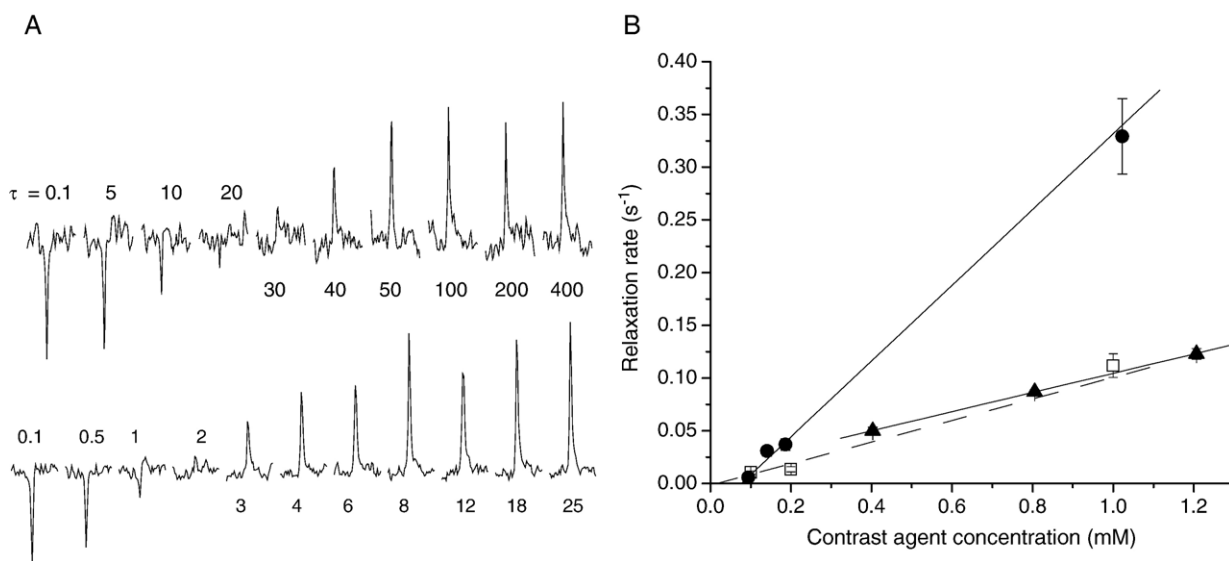 A
τ = 0.1 5 10 20
30 40 50 100 200 400
0.1 0.5 1 2
3 4 6 8 12 18 25
B
0.40
0.35
0.30
0.25
0.20
0.15
0.10
0.05
0.00
Relaxation rate (s⁻¹)
0.0 0.2 0.4 0.6 0.8 1.0 1.2
Contrast agent concentration (mM)